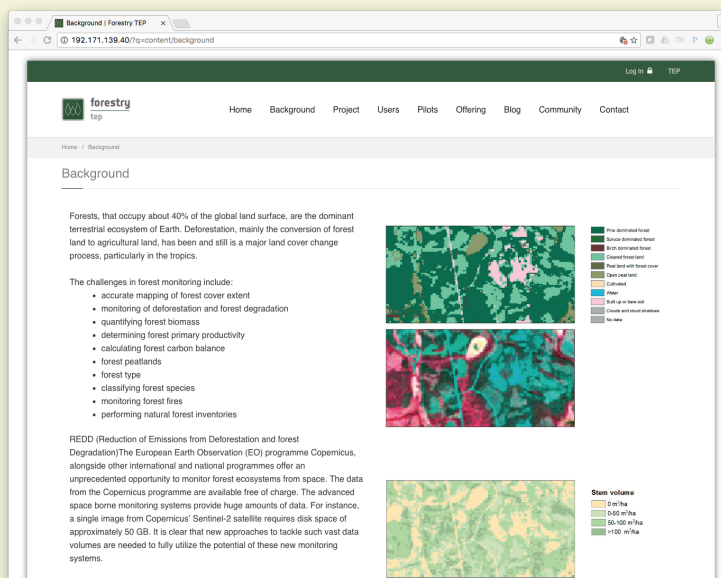 Background | Forestry TEP
192.171.139.40/?q=content/background
Log In
TEP
forestry
tep
Home
Background
Project
Users
Pilots
Offering
Blog
Community
Contact
Home / Background
Background
Forests, that occupy about 40% of the global land surface, are the dominant
terrestrial ecosystem of Earth. Deforestation, mainly the conversion of forest
land to agricultural land, has been and still is a major land cover change
process, particularly in the tropics.
The challenges in forest monitoring include:
• accurate mapping of forest cover extent
• monitoring of deforestation and forest degradation
• quantifying forest biomass
• determining forest primary productivity
• calculating forest carbon balance
• forest peatlands
• forest type
• classifying forest species
• monitoring forest fires
• performing natural forest inventories
REDD (Reduction of Emissions from Deforestation and forest
Degradation)The European Earth Observation (EO) programme Copernicus,
alongside other international and national programmes offer an
unprecedented opportunity to monitor forest ecosystems from space. The data
from the Copernicus programme are available free of charge. The advanced
space borne monitoring systems provide huge amounts of data. For instance,
a single image from Copernicus' Sentinel-2 satellite requires disk space of
approximately 50 GB. It is clear that new approaches to tackle such vast data
volumes are needed to fully utilize the potential of these new monitoring
systems.
Pine dominated forest
Spruce dominated forest
Birch dominated forest
Cleared forest land
Peat land with forest cover
Open peat land
Cultivated
Water
Built up or bare soil
Clouds and cloud shadows
No data
Stem volume
0 m³/ha
0-50 m³/ha
50-100 m³/ha
>100 m³/ha